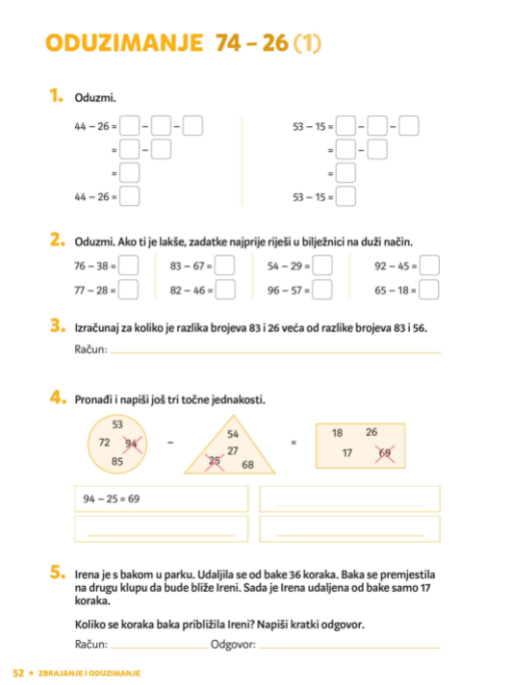 ODUZIMANJE 74 – 26 (1)
1. Oduzmi.
44 – 26 = – –
= –
=
44 – 26 =
53 – 15 = – –
= –
=
53 – 15 =
2. Oduzmi. Ako ti je lakše, zadatke najprije riješi u bilježnici na duži način.
76 – 38 = 83 – 67 = 54 – 29 = 92 – 45 =
77 – 28 = 82 – 46 = 96 – 57 = 65 – 18 =
3. Izračunaj za koliko je razlika brojeva 83 i 26 veća od razlike brojeva 83 i 56.
Račun:
4. Pronađi i napiši još tri točne jednakosti.
53
72 94
85
–
54
27
25 68
=
18 26
17 69
94 – 25 = 69
5. Irena je s bakom u parku. Udaljila se od bake 36 koraka. Baka se premjestila
na drugu klupu da bude bliže Ireni. Sada je Irena udaljena od bake samo 17
koraka.
Koliko se koraka baka približila Ireni? Napiši kratki odgovor.
Račun: Odgovor:
52 * ZBRAJANJE I ODUZIMANJE